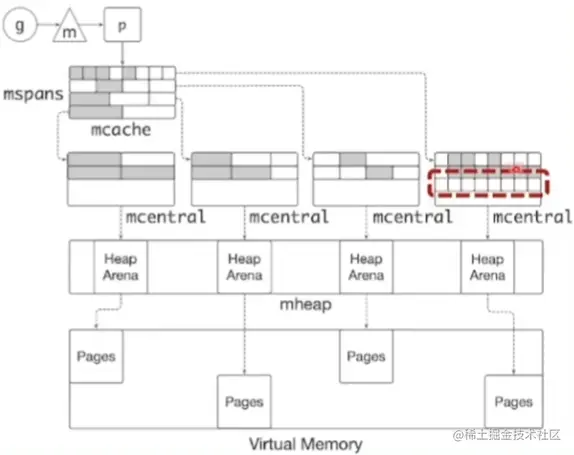 g
m
p
mspans
mcache
mcentral
mcentral
mcentral
mcentral
Heap
Arena
Heap
Arena
Heap
Arena
Heap
Arena
mheap
Pages
Pages
Pages
Pages
Virtual Memory
@稀土掘金技术社区